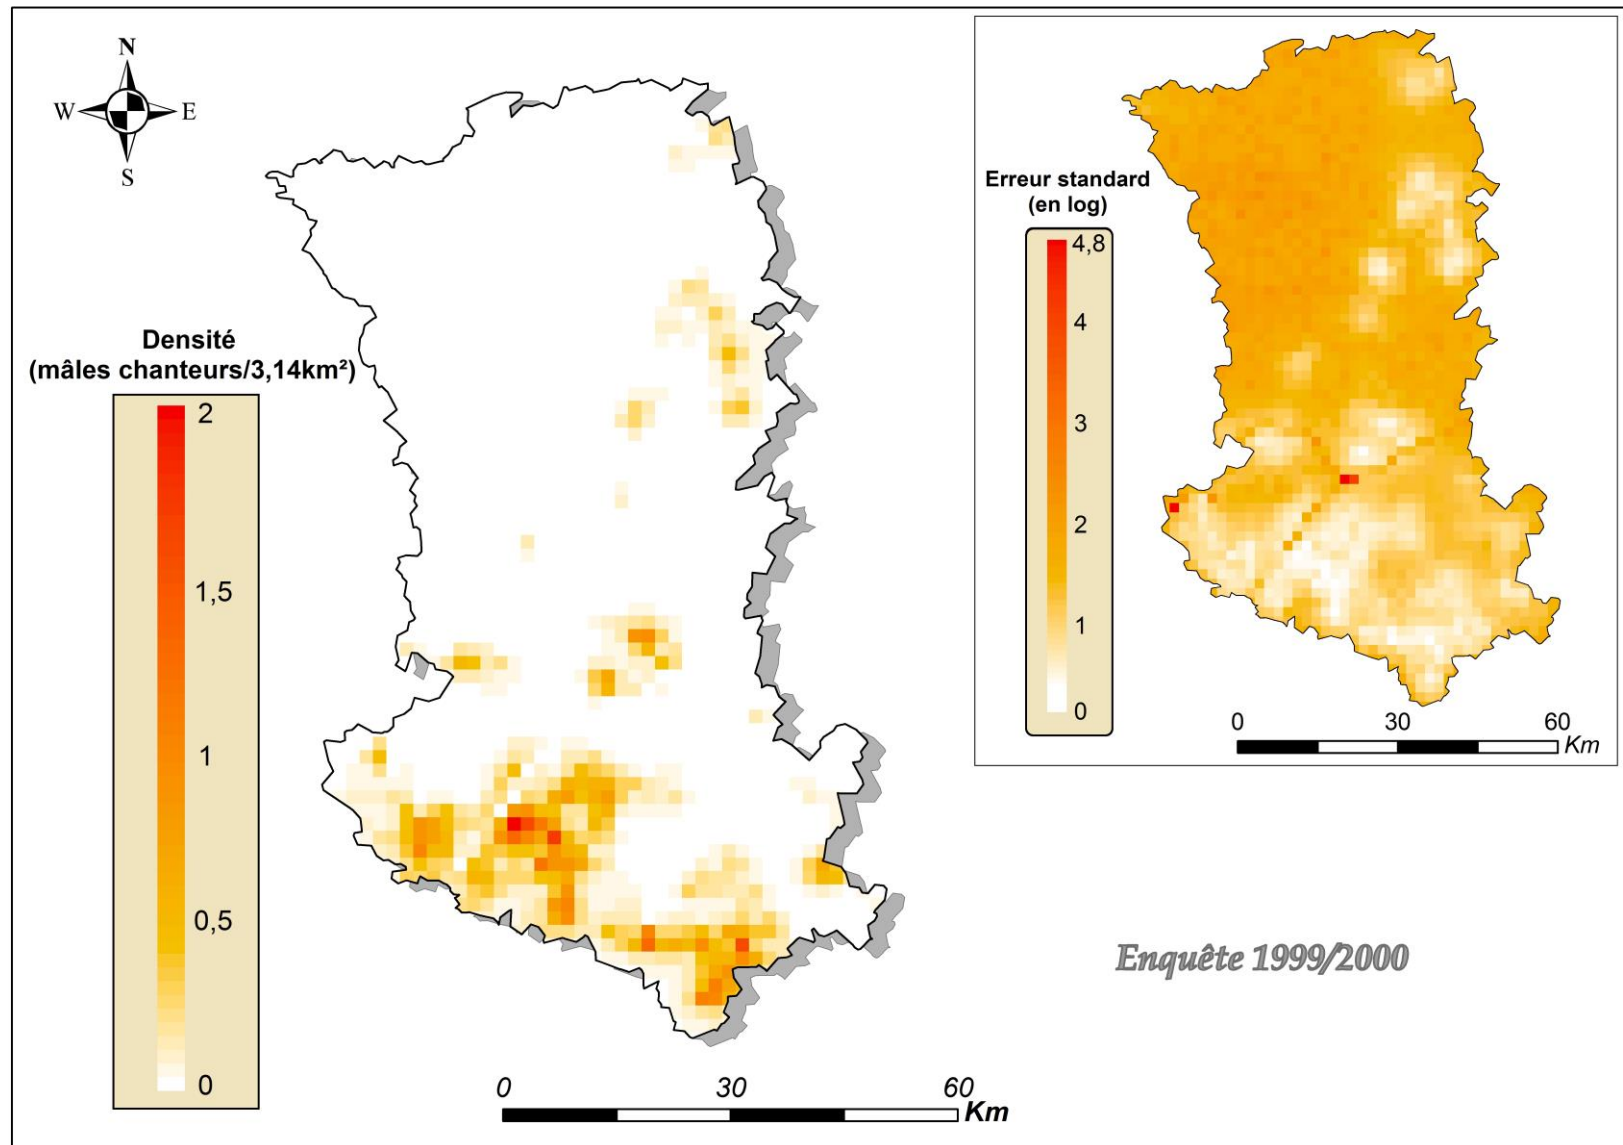 N
W E
S
Densité
(mâles chanteurs/3,14km²)
2
1,5
1
0,5
0
0 30 60
Km
Erreur standard
(en log)
4,8
4
3
2
1
0
0 30 60
Km
Enquête 1999/2000